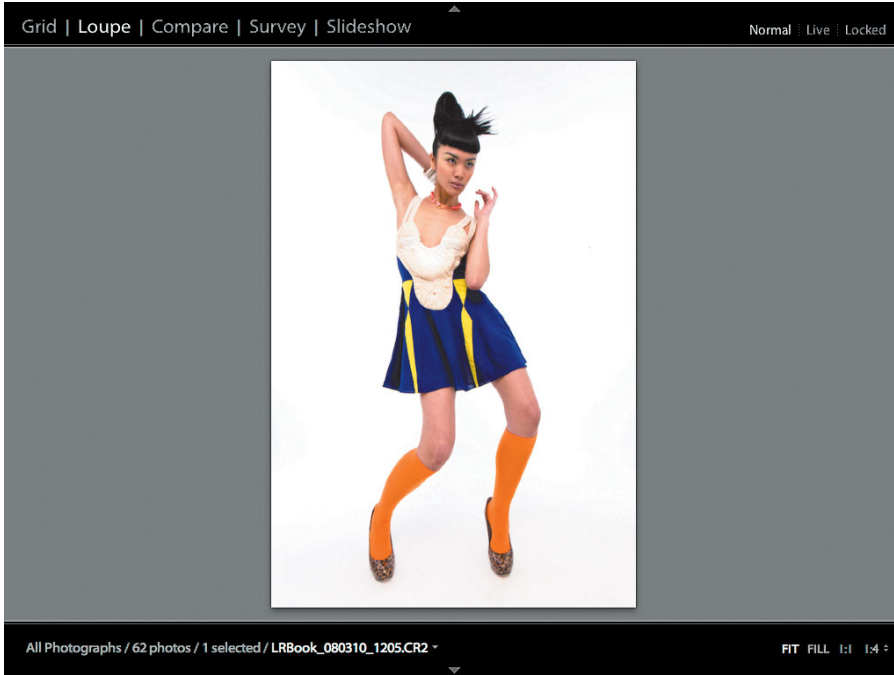 Grid | Loupe | Compare | Survey | Slideshow
Normal | Live | Locked
All Photographs / 62 photos / 1 selected / LRBook_080310_1205.CR2
FIT FILL 1:1 1:4